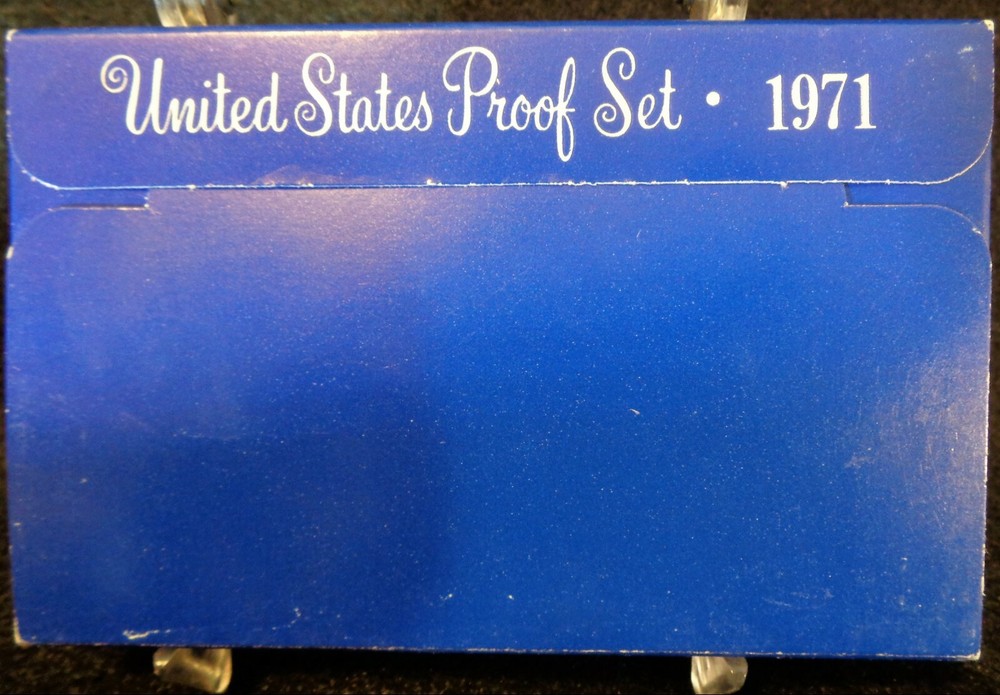 United States Proof Set • 1971